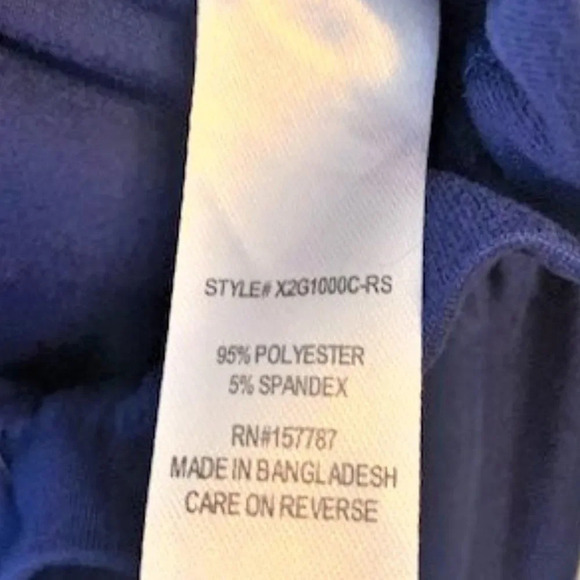 STYLE# X2G1000C-RS
95% POLYESTER
5% SPANDEX
RN#157787
MADE IN BANGLADESH
CARE ON REVERSE